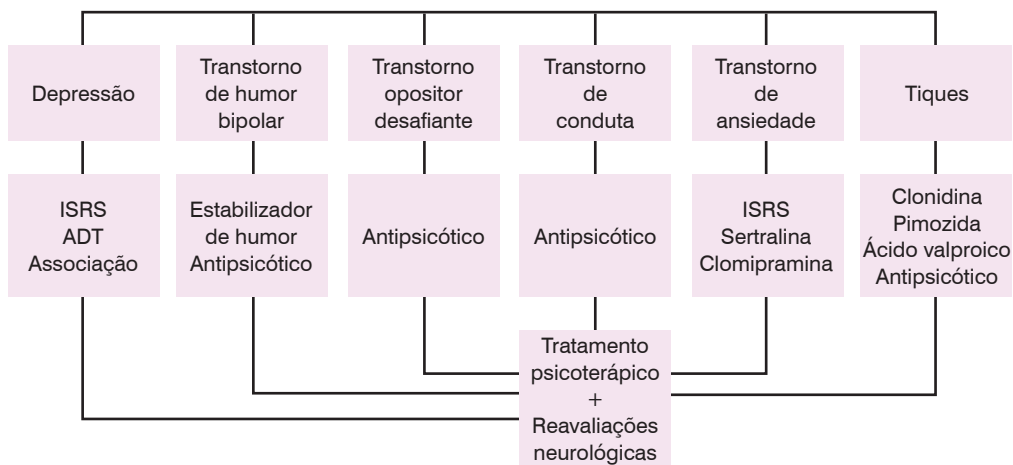 Depressão
Transtorno
de humor
bipolar
Transtorno
opositor
desafiante
Transtorno
de
conduta
Transtorno
de
ansiedade
Tiques
ISRS
ADT
Associação
Estabilizador
de humor
Antipsicótico
Antipsicótico
Antipsicótico
ISRS
Sertralina
Clomipramina
Clonidina
Pimozida
Ácido valproico
Antipsicótico
Tratamento
psicoterápico
+
Reavaliações
neurológicas